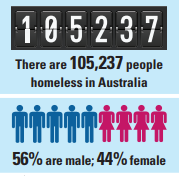 105237
There are 105,237 people
homeless in Australia
56% are male; 44% female